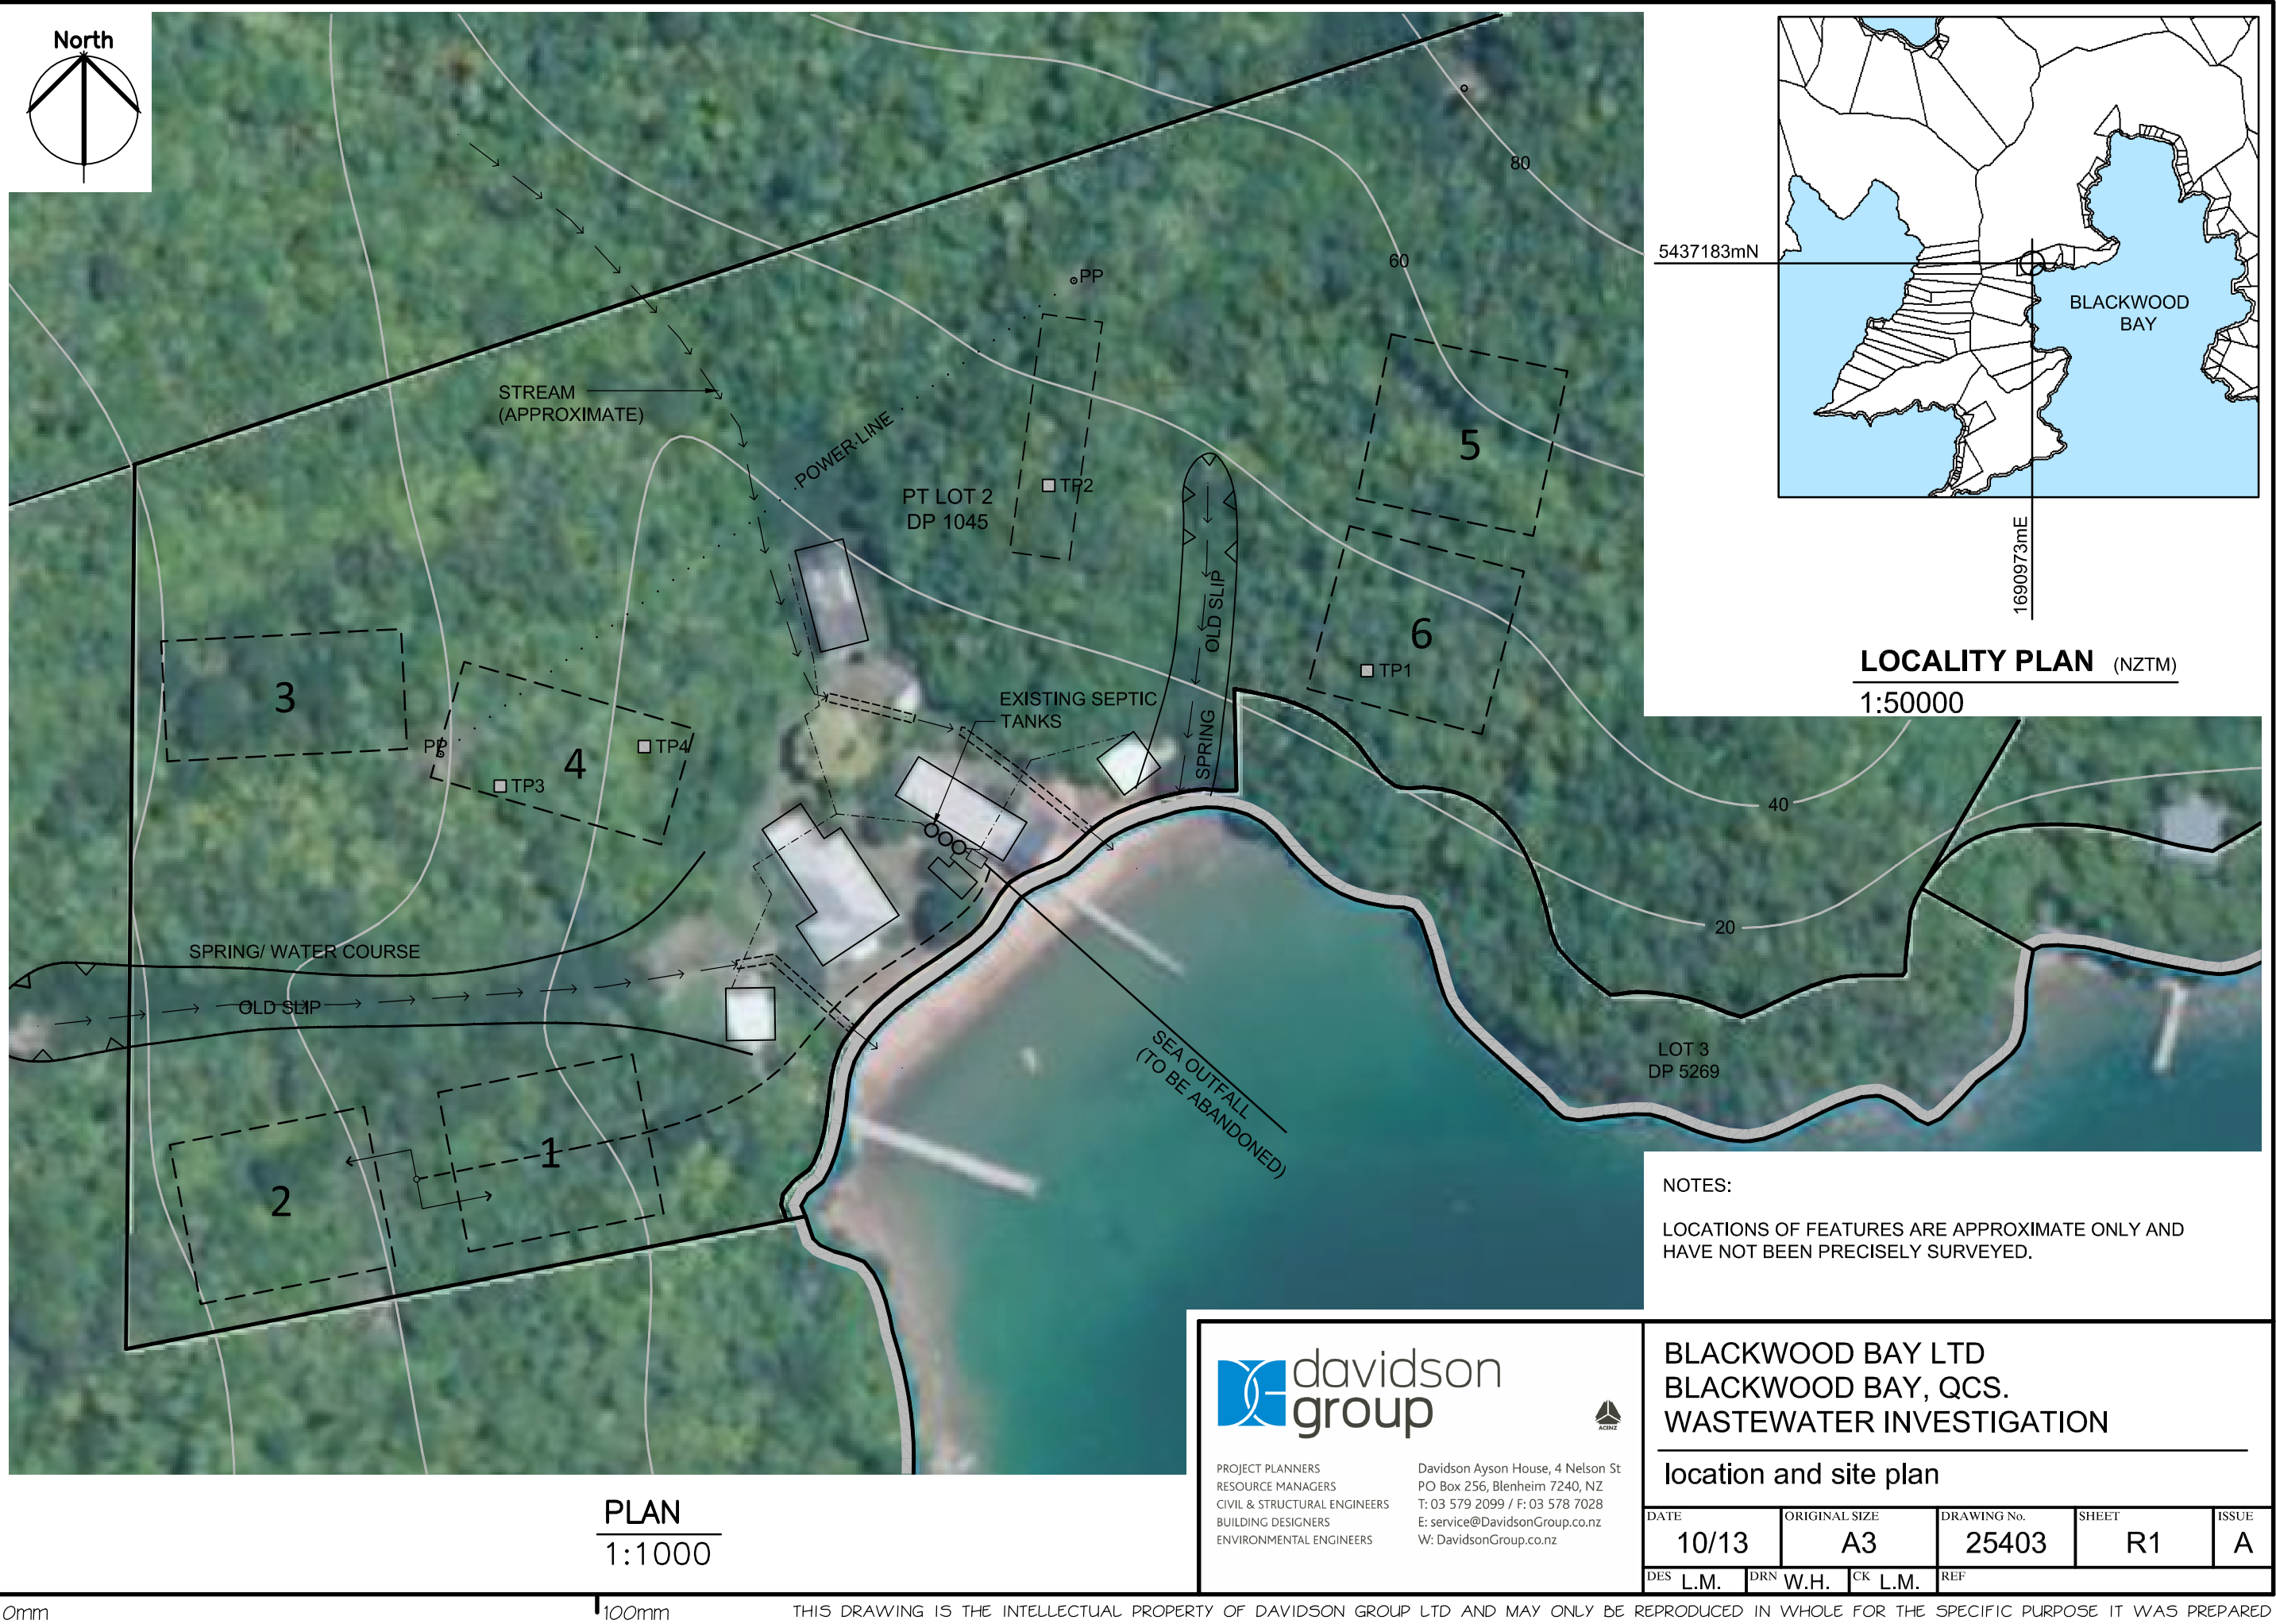 North
80
60
PP
STREAM
(APPROXIMATE)
POWER-LINE
PT LOT 2
DP 1045
TP2
5
OLD SLIP
6
TP1
3
PP
4
TP4
TP3
EXISTING SEPTIC
TANKS
SPRING
40
20
SPRING/ WATER COURSE
OLD SLIP
1
2
SEA OUTFALL
(TO BE ABANDONED)
LOT 3
DP 5269
5437183mN
BLACKWOOD
BAY
1690973mE
LOCALITY PLAN (NZTM)
1:50000
NOTES:
LOCATIONS OF FEATURES ARE APPROXIMATE ONLY AND
HAVE NOT BEEN PRECISELY SURVEYED.
PLAN
1:1000
davidson
group
ACENZ
PROJECT PLANNERS
RESOURCE MANAGERS
CIVIL & STRUCTURAL ENGINEERS
BUILDING DESIGNERS
ENVIRONMENTAL ENGINEERS
Davidson Ayson House, 4 Nelson St
PO Box 256, Blenheim 7240, NZ
T: 03 579 2099 / F: 03 578 7028
E: service@DavidsonGroup.co.nz
W: DavidsonGroup.co.nz
BLACKWOOD BAY LTD
BLACKWOOD BAY, QCS.
WASTEWATER INVESTIGATION
location and site plan
DATE
10/13
ORIGINAL SIZE
A3
DRAWING No.
25403
SHEET
R1
ISSUE
A
DES L.M.
DRN W.H.
CK L.M.
REF
0mm
100mm
THIS DRAWING IS THE INTELLECTUAL PROPERTY OF DAVIDSON GROUP LTD AND MAY ONLY BE REPRODUCED IN WHOLE FOR THE SPECIFIC PURPOSE IT WAS PREPARED